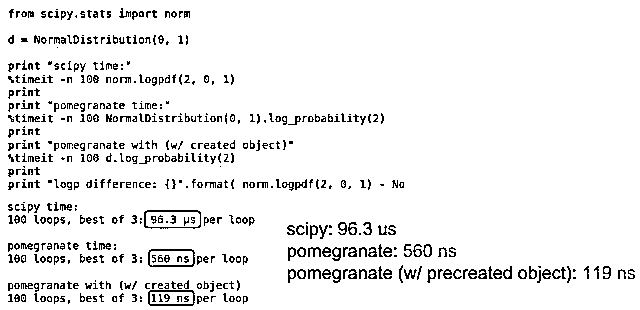 from scipy.stats import norm
d = NormalDistribution(0, 1)
print "scipy time:"
%timeit -n 100 norm.logpdf(2, 0, 1)
print
print "pomegranate time:"
%timeit -n 100 NormalDistribution(0, 1).log_probability(2)
print
print "pomegranate with (w/ created object)"
%timeit -n 100 d.log_probability(2)
print
print "logp difference: {}".format( norm.logpdf(2, 0, 1) - No
scipy time:
100 loops, best of 3: 96.3 µs per loop
pomegranate time:
100 loops, best of 3: 560 ns per loop
pomegranate with (w/ created object)
100 loops, best of 3: 119 ns per loop
scipy: 96.3 us
pomegranate: 560 ns
pomegranate (w/ precreated object): 119 ns